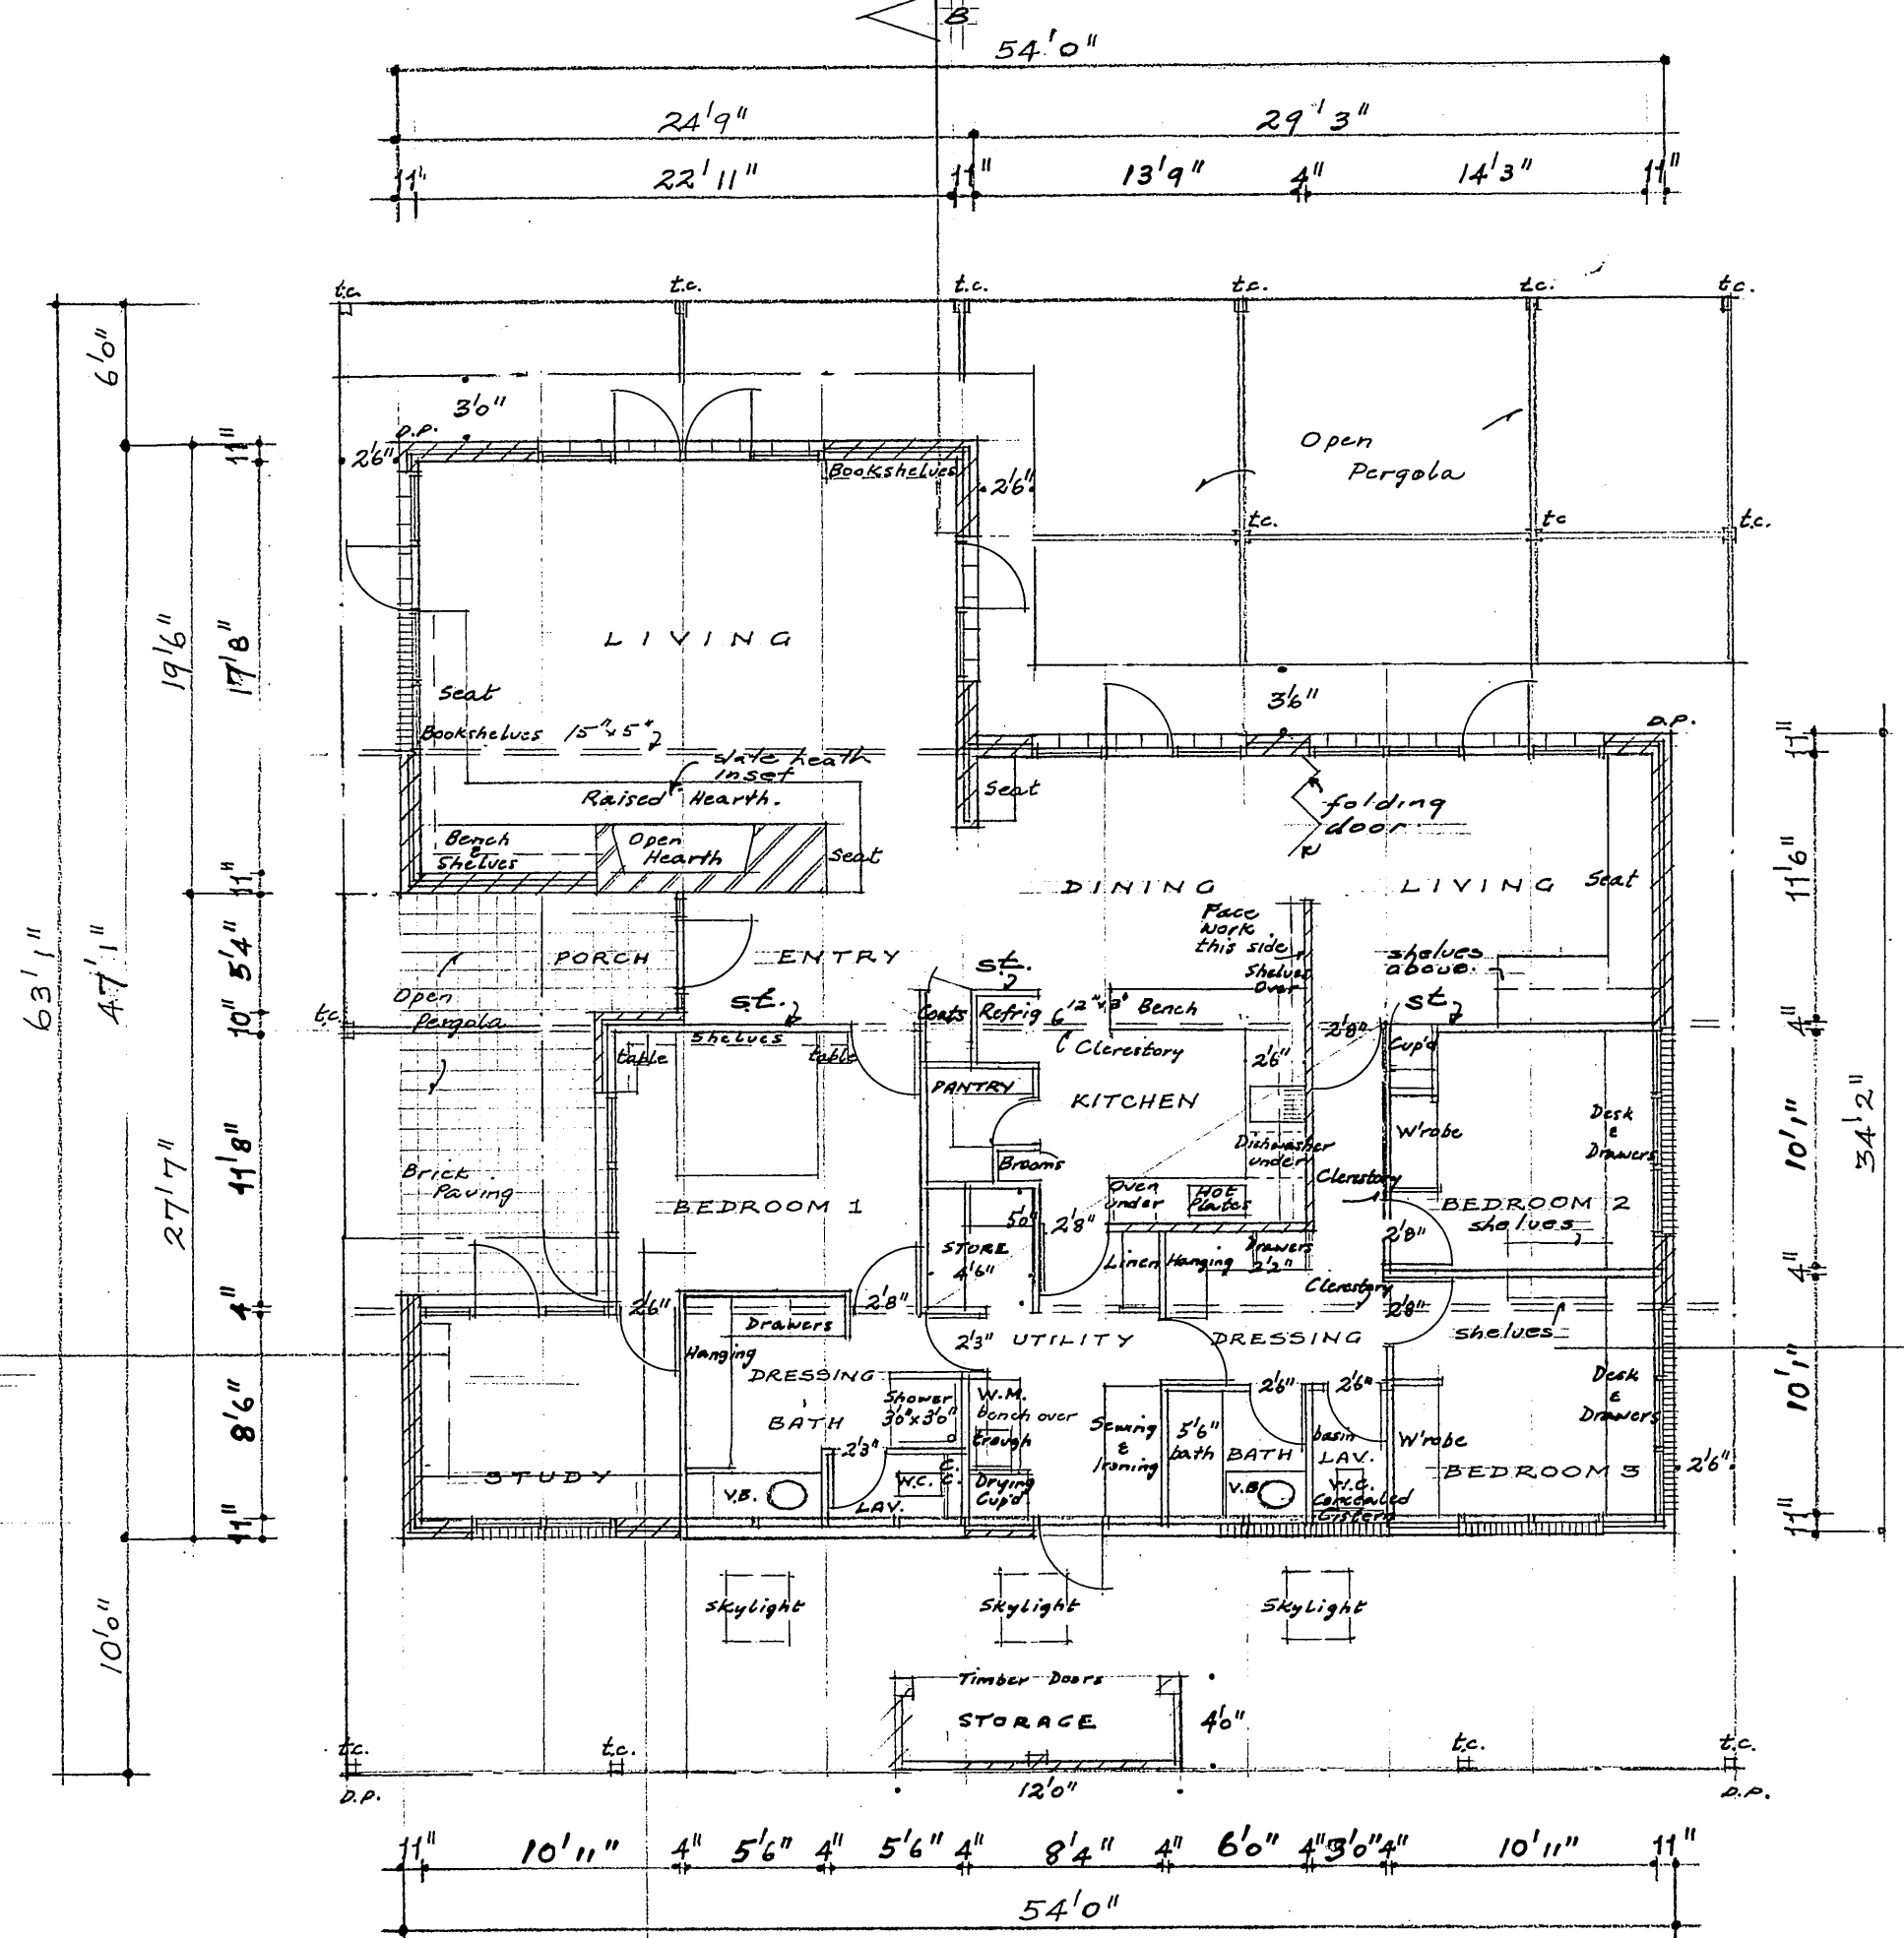 B
54'0"
24'9" 29'3"
11" 22'11" 11" 13'9" 4" 14'3" 11"
t.c. t.c. t.c. t.c. t.c. t.c.
6'0"
3'0"
D.P.
2'6"
Bookshelves
2'6"
Open
Pergola
t.c. t.c t.c.
11"
19'6"
17'8"
LIVING
Seat
Bookshelves 15" x 5"
slate heath
inset
Raised Hearth.
Bench
&
Shelves
Open
Hearth
Seat
3'6"
D.P.
Seat
folding
door
DINING
LIVING
Seat
11"
11'6"
11"
63'1"
47'1"
5'4"
10"
PORCH
ENTRY
Open
Pergola
t.c.
Face
Work
this side
Shelves
Over
shelves
above.
st.
st.
st.
Coats
Refrig
6 12" x 3"
Bench
Clerestory
2'8"
2'6"
Cup'd
4"
table
Shelves
table
PANTRY
KITCHEN
W'robe
Desk
&
Drawers
11'8"
27'7"
Brick
Paving
BEDROOM 1
Brooms
Dishwasher
under
Clerestory
Oven
under
Hot
Plates
BEDROOM 2
shelves
10'1"
34'2"
5'0"
2'8"
2'8"
STORE
4'6"
Linen
Hanging
Drawers
2'2"
Clerestory
4"
4"
2'6"
2'8"
2'8"
Drawers
2'3"
UTILITY
DRESSING
shelves
Hanging
DRESSING
BATH
Shower
3'0"x3'0"
W.M.
bench over
trough
Sewing
&
Ironing
5'6"
bath
2'6"
2'6"
BATH
basin
LAV.
W'robe
Desk
&
Drawers
10'1"
8'6"
STUDY
2'3"
V.B.
W.C.
C.
C.
LAV.
Drying
Cup'd
V.B.
W.C.
Concealed
Cistern
BEDROOM 3
2'6"
11"
11"
Skylight
Skylight
Skylight
10'0"
Timber Doors
STORAGE
4'0"
t.c. t.c. t.c. t.c.
12'0"
D.P. D.P.
11" 10'11" 4" 5'6" 4" 5'6" 4" 8'4" 4" 6'0" 4" 3'0" 4" 10'11" 11"
54'0"